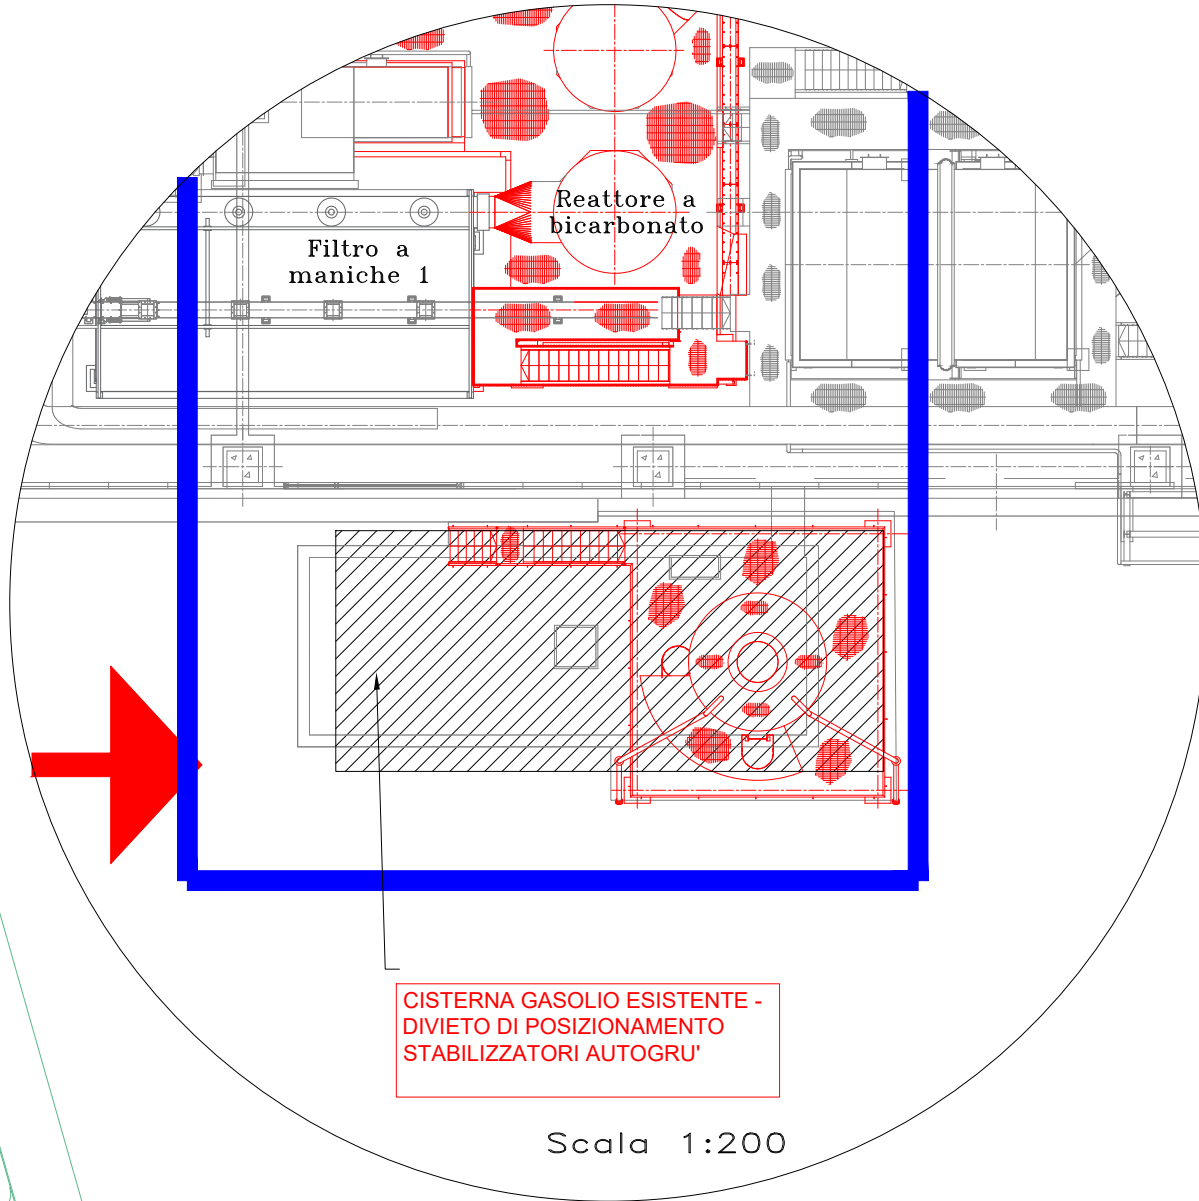 Reattore a
bicarbonato
Filtro a
maniche 1
CISTERNA GASOLIO ESISTENTE -
DIVIETO DI POSIZIONAMENTO
STABILIZZATORI AUTOGRU'
Scala 1:200